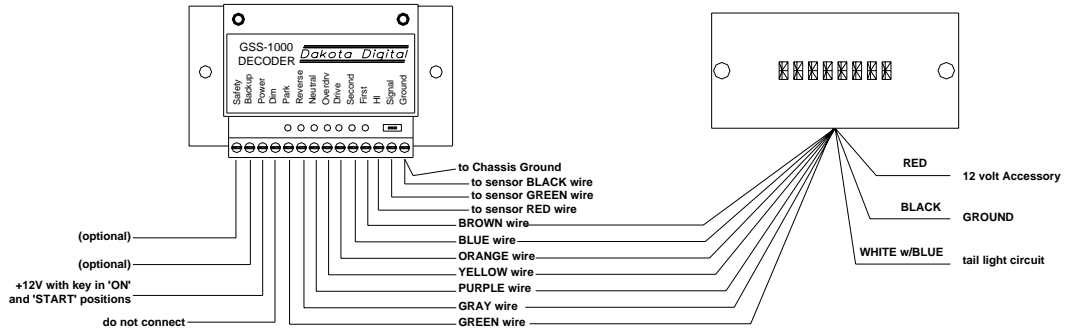 GSS-1000
DECODER
Dakota Digital
Safety
Backup
Power
Dim
Park
Reverse
Neutral
Overdrv
Drive
Second
First
HI
Signal
Ground
to Chassis Ground
to sensor BLACK wire
to sensor GREEN wire
to sensor RED wire
BROWN wire
BLUE wire
ORANGE wire
YELLOW wire
PURPLE wire
GRAY wire
GREEN wire
(optional)
(optional)
+12V with key in 'ON'
and 'START' positions
do not connect
RED
12 volt Accessory
BLACK
GROUND
WHITE w/BLUE
tail light circuit